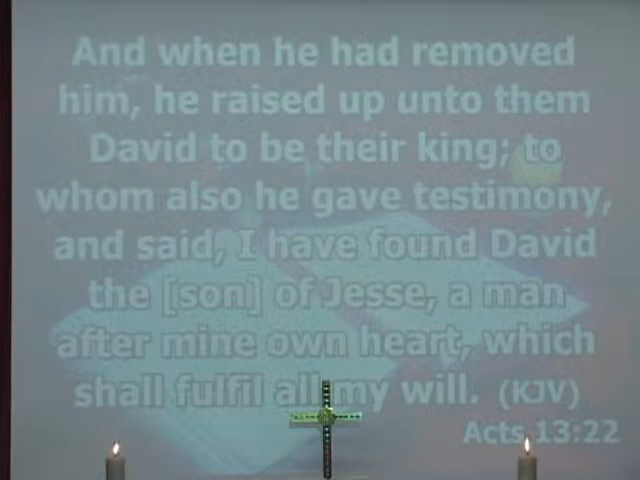 And when he had removed
him, he raised up unto them
David to be their king; to
whom also he gave testimony,
and said, I have found David
the [son] of Jesse, a man
after mine own heart, which
shall fulfil all my will. (KJV)
Acts 13:22